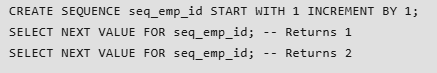 CREATE SEQUENCE seq_emp_id START WITH 1 INCREMENT BY 1;
SELECT NEXT VALUE FOR seq_emp_id; -- Returns 1
SELECT NEXT VALUE FOR seq_emp_id; -- Returns 2